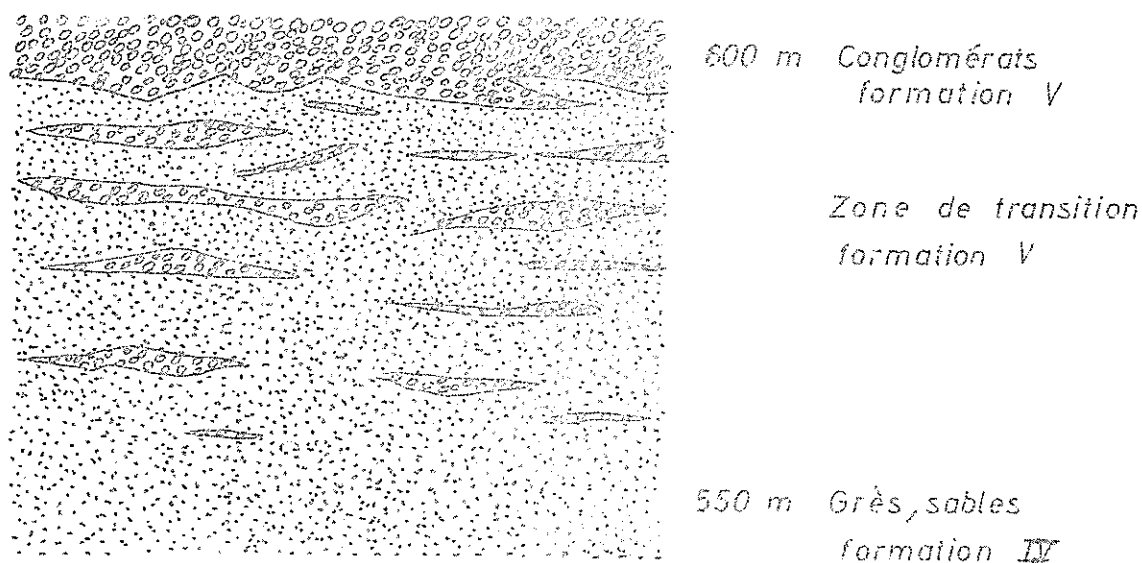 600 m Conglomérats
formation V
Zone de transition
formation V
550 m Grès, sables
formation IV